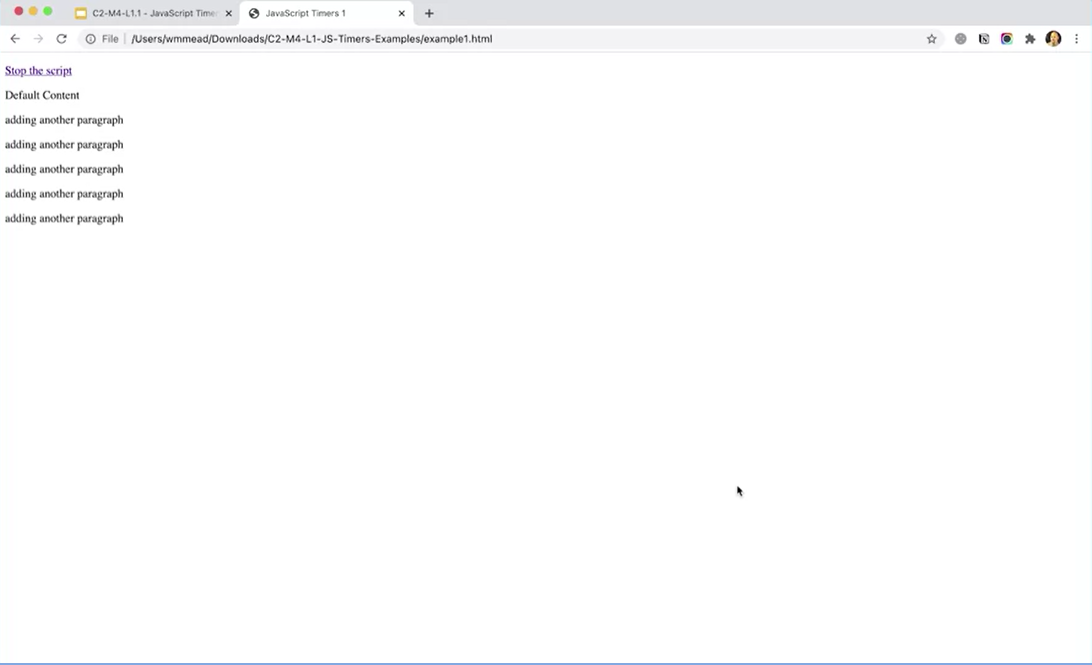 C2-M4-L1.1 - JavaScript Timer
JavaScript Timers 1
File
/Users/wmmead/Downloads/C2-M4-L1-JS-Timers-Examples/example1.html
Stop the script
Default Content
adding another paragraph
adding another paragraph
adding another paragraph
adding another paragraph
adding another paragraph